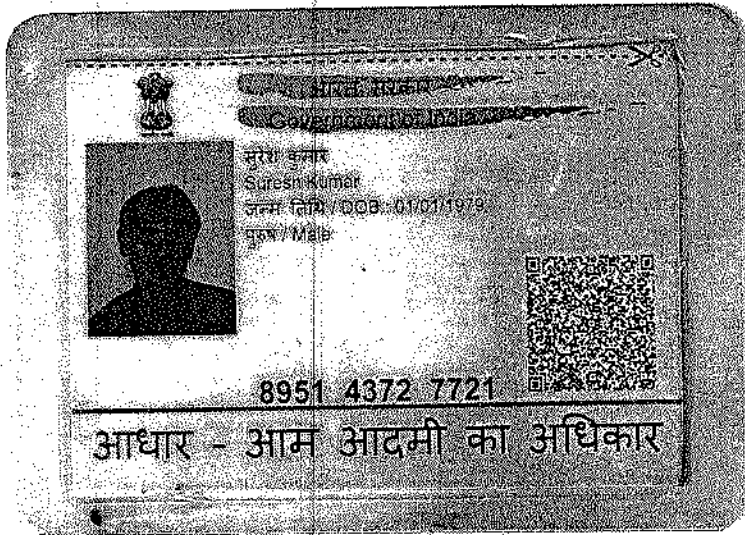 भारत सरकार
Government of India
सुरेश कुमार
Suresh Kumar
जन्म तिथि / DOB : 01/01/1979
पुरुष / Male
8951 4372 7721
आधार - आम आदमी का अधिकार